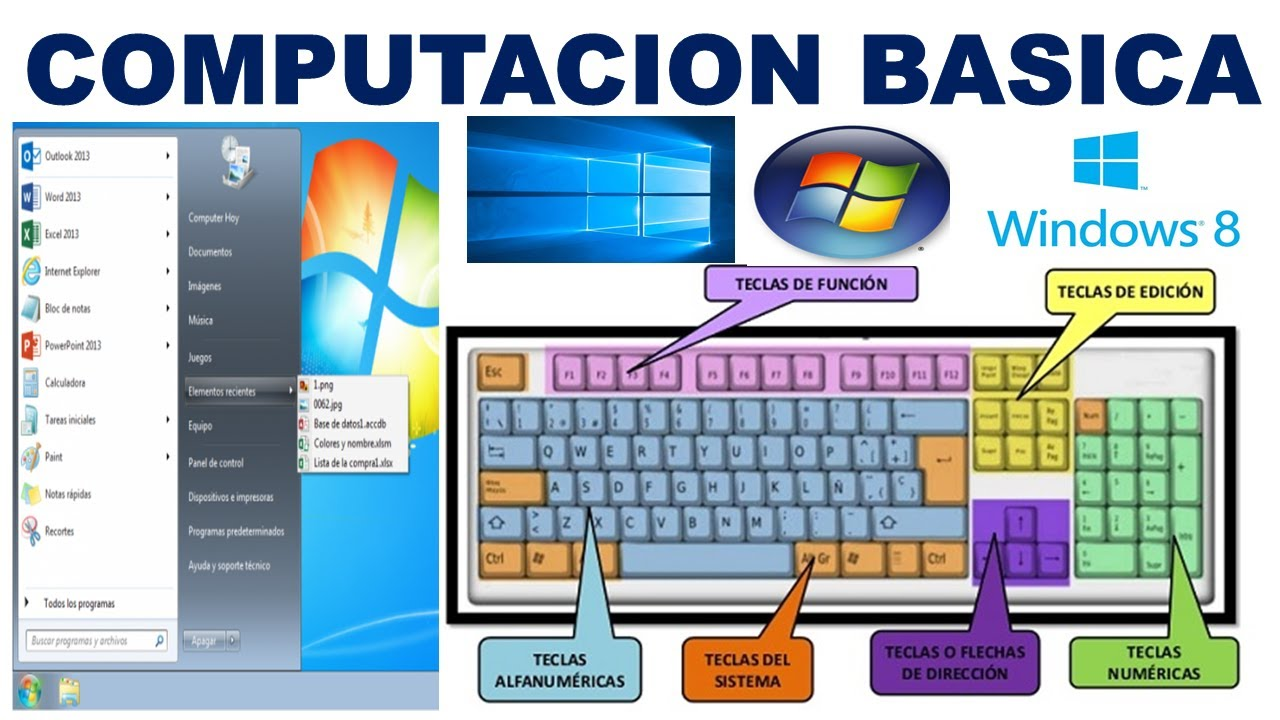 COMPUTACION BASICA
Outlook 2013
Word 2013
Excel 2013
Internet Explorer
Bloc de notas
PowerPoint 2013
Calculadora
Tareas iniciales
Paint
Notas rápidas
Recortes
Todos los programas
Buscar programas y archivos
Computer Hoy
Documentos
Imágenes
Música
Juegos
Elementos recientes
Equipo
Panel de control
Dispositivos e impresoras
Programas predeterminados
Ayuda y soporte técnico
Apagar
1.png
0062.jpg
Base de datos1.accdb
Colores y nombre.xlsm
Lista de la compra1.xlsx
Windows 8
TECLAS DE FUNCIÓN
TECLAS DE EDICIÓN
Esc
F1 F2 F3 F4 F5 F6 F7 F8 F9 F10 F11 F12
Num
Q W E R T Y U I O P
A S D F G H J K L Ñ
Z X C V B N M
Ctrl Alt Gr Ctrl
TECLAS
ALFANUMÉRICAS
TECLAS DEL
SISTEMA
TECLAS O FLECHAS
DE DIRECCIÓN
TECLAS
NUMÉRICAS